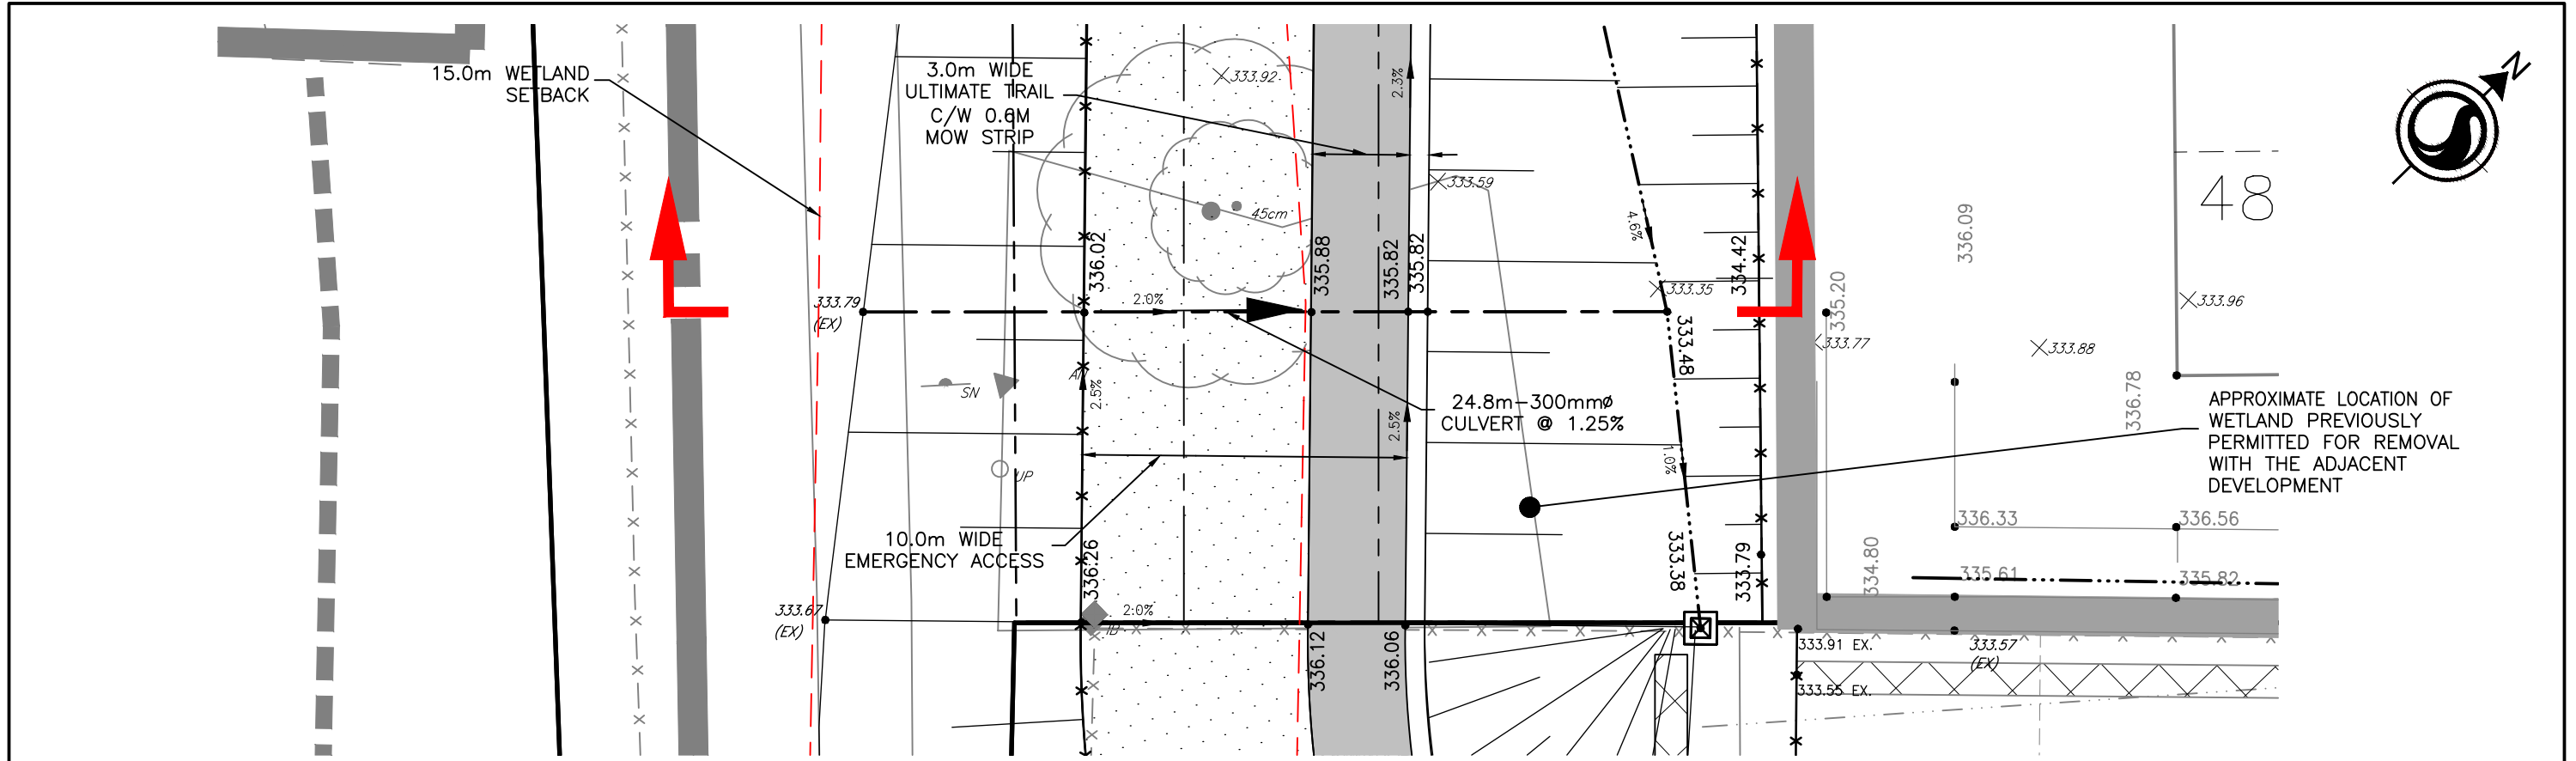 15.0m WETLAND
SETBACK
3.0m WIDE
ULTIMATE TRAIL
C/W 0.6M
MOW STRIP
333.92
2.3%
N
45cm
333.59
48
336.02
335.88
335.82
335.82
4.6%
334.42
336.09
333.79
(EX)
2.0%
333.35
335.20
333.96
333.48
333.77
333.88
SN
2.5%
2.5%
24.8m-300mmø
CULVERT @ 1.25%
336.78
APPROXIMATE LOCATION OF
WETLAND PREVIOUSLY
PERMITTED FOR REMOVAL
WITH THE ADJACENT
DEVELOPMENT
UP
1.0%
10.0m WIDE
EMERGENCY ACCESS
336.26
333.38
333.79
334.80
336.33
336.56
335.61
335.82
333.67
(EX)
2.0%
336.12
336.06
333.91 EX.
333.57
(EX)
333.55 EX.